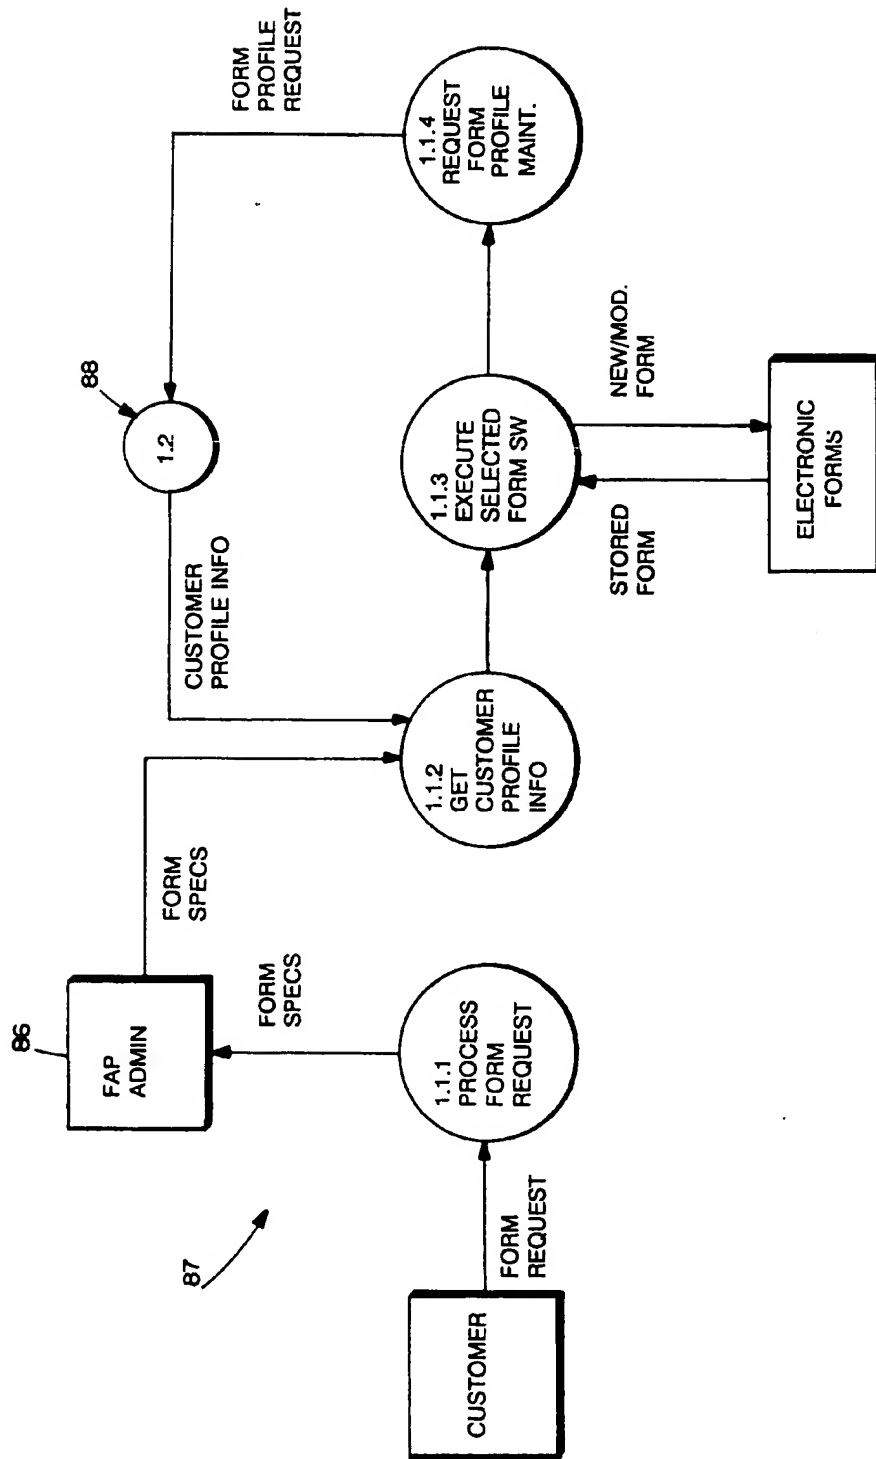 87
CUSTOMER
FORM
REQUEST
1.1.1
PROCESS
FORM
REQUEST
FORM
SPECS
86
FAP
ADMIN
FORM
SPECS
1.1.2
GET
CUSTOMER
PROFILE
INFO
CUSTOMER
PROFILE INFO
88
1.2
1.1.3
EXECUTE
SELECTED
FORM SW
STORED
FORM
NEW/MOD.
FORM
ELECTRONIC
FORMS
1.1.4
REQUEST
FORM
PROFILE
MAINT.
FORM
PROFILE
REQUEST